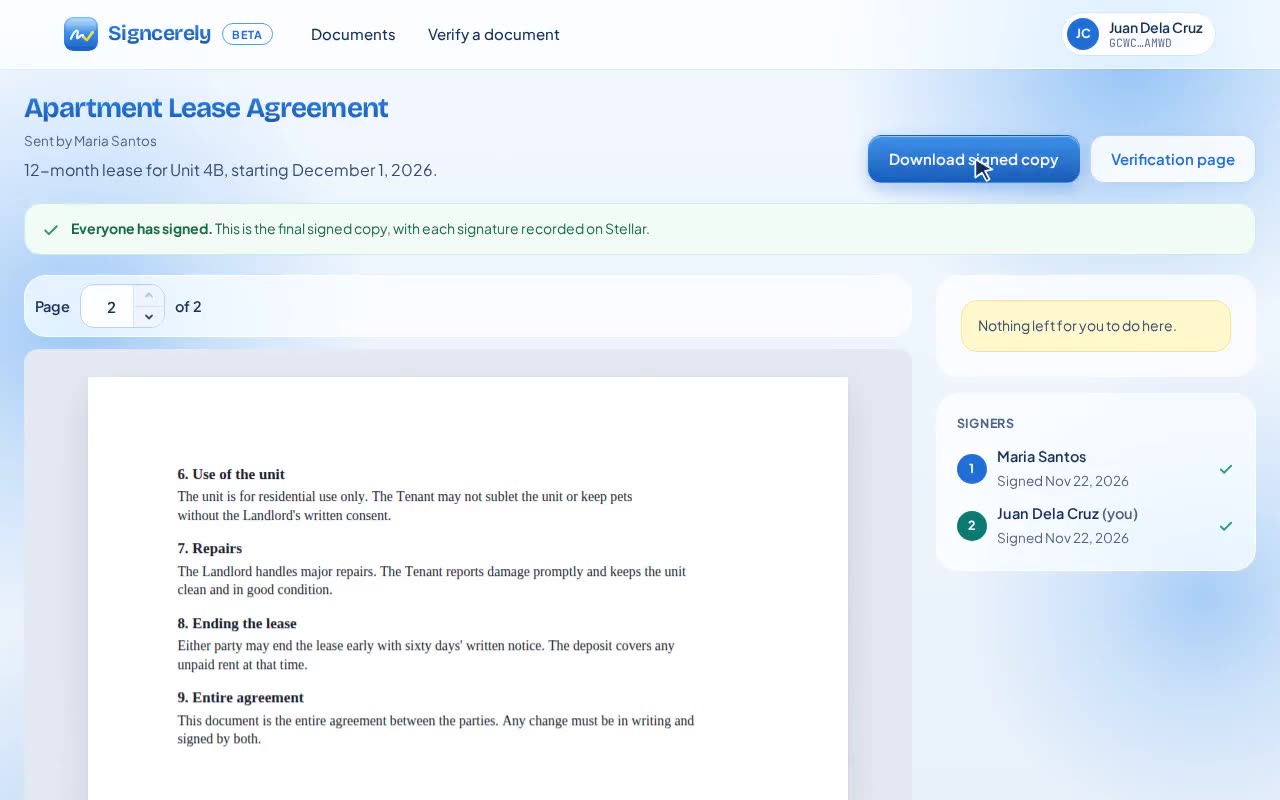 Signcerely BETA Documents Verify a document JC Juan Dela Cruz
GCWC…AMWD
Apartment Lease Agreement
Sent by Maria Santos
12-month lease for Unit 4B, starting December 1, 2026.
Download signed copy Verification page
Everyone has signed. This is the final signed copy, with each signature recorded on Stellar.
Page 2 of 2
Nothing left for you to do here.
6. Use of the unit
The unit is for residential use only. The Tenant may not sublet the unit or keep pets
without the Landlord's written consent.
7. Repairs
The Landlord handles major repairs. The Tenant reports damage promptly and keeps the unit
clean and in good condition.
8. Ending the lease
Either party may end the lease early with sixty days' written notice. The deposit covers any
unpaid rent at that time.
9. Entire agreement
This document is the entire agreement between the parties. Any change must be in writing and
signed by both.
SIGNERS
1 Maria Santos
Signed Nov 22, 2026
2 Juan Dela Cruz (you)
Signed Nov 22, 2026